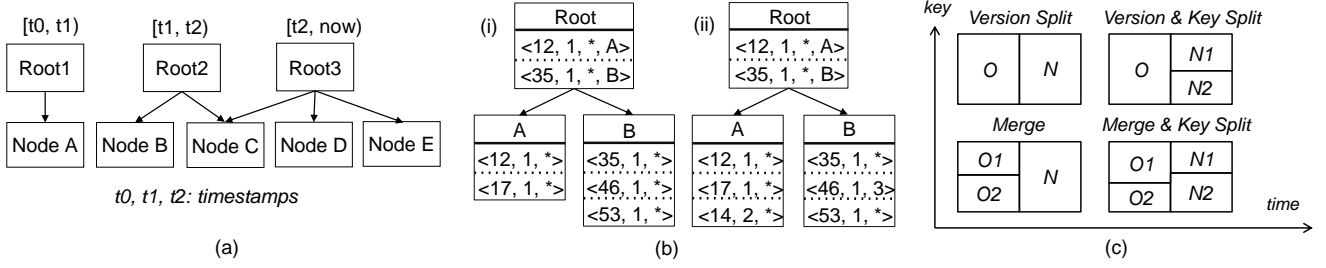 [t0, t1)
[t1, t2)
[t2, now)
Root1
Root2
Root3
Node A
Node B
Node C
Node D
Node E
t0, t1, t2: timestamps
(a)
(i)
Root
<12, 1, *, A>
<35, 1, *, B>
A
<12, 1, *>
<17, 1, *>
B
<35, 1, *>
<46, 1, *>
<53, 1, *>
(ii)
Root
<12, 1, *, A>
<35, 1, *, B>
A
<12, 1, *>
<17, 1, *>
<14, 2, *>
B
<35, 1, *>
<46, 1, 3>
<53, 1, *>
(b)
key
Version Split
O
N
Version & Key Split
O
N1
N2
Merge
O1
O2
N
Merge & Key Split
O1
O2
N1
N2
time
(c)